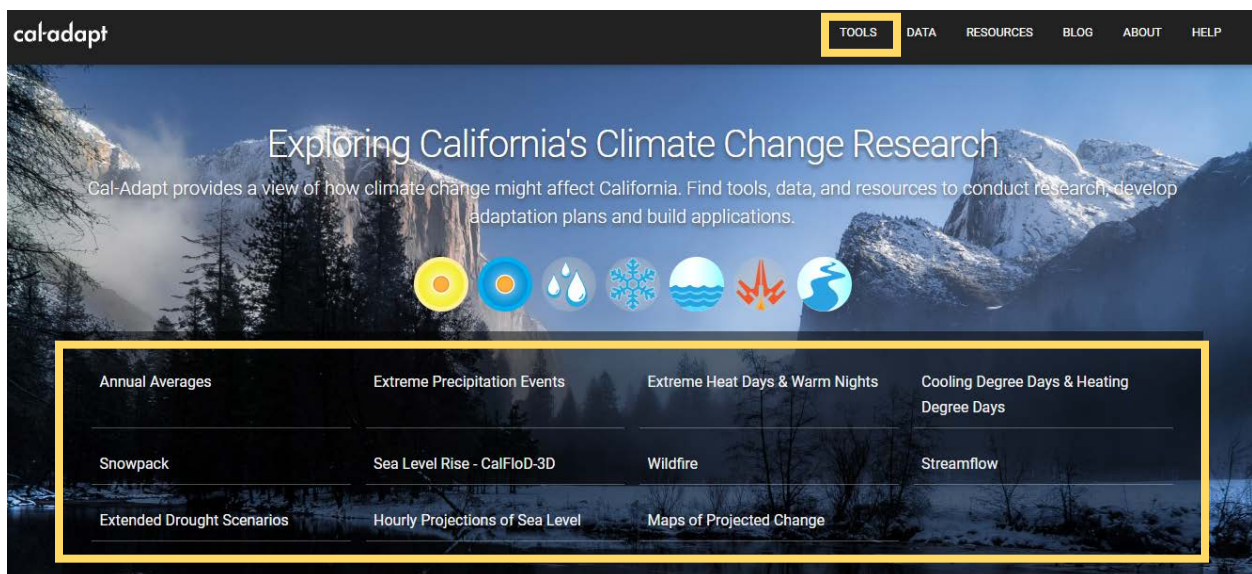 cal-adapt
TOOLS DATA RESOURCES BLOG ABOUT HELP
Exploring California's Climate Change Research
Cal-Adapt provides a view of how climate change might affect California. Find tools, data, and resources to conduct research, develop
adaptation plans and build applications.
Annual Averages
Extreme Precipitation Events
Extreme Heat Days & Warm Nights
Cooling Degree Days & Heating
Degree Days
Snowpack
Sea Level Rise - CalFloD-3D
Wildfire
Streamflow
Extended Drought Scenarios
Hourly Projections of Sea Level
Maps of Projected Change